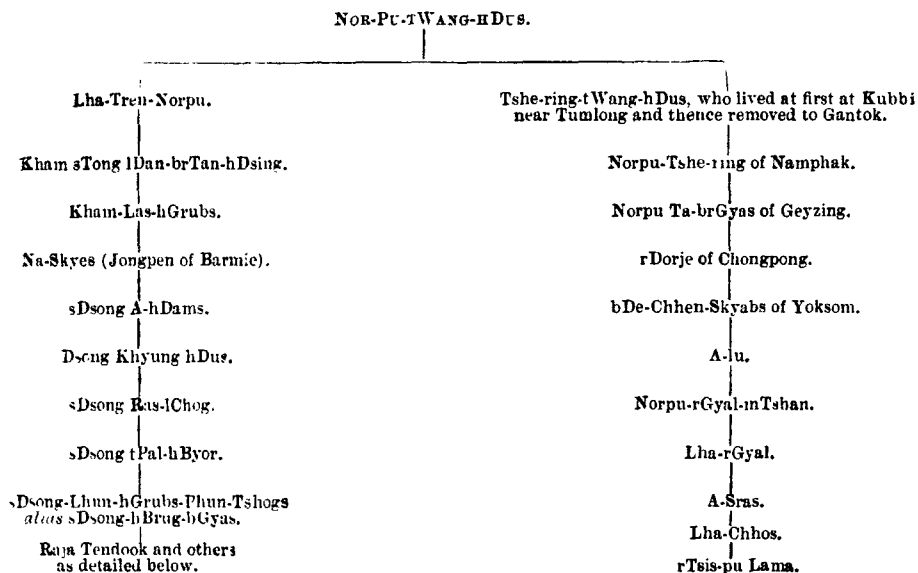 NOR-PU-TWANG-HDUS.
Lha-Tren-Norpu.
Kham sTong lDan-brTan-hDsing.
Kham-Las-hGrubs.
Na-Skyes (Jongpen of Barmie).
sDsong A-hDams.
Dsong Khyung hDus.
sDsong Ras-lChog.
sDsong tPal-hByor.
sDsong-Lhun-hGrubs-Phun-Tshogs
alias sDsong-hBrug-bGyas.
Raja Tendook and others
as detailed below.
Tshe-ring-tWang-hDus, who lived at first at Kubbi
near Tumlong and thence removed to Gantok.
Norpu-Tshe-ring of Namphak.
Norpu Ta-brGyas of Geyzing.
rDorje of Chongpong.
bDe-Chhen-Skyabs of Yoksom.
A-lu.
Norpu-rGyal-mTshan.
Lha-rGyal.
A-Sras.
Lha-Chhos.
rTsis-pu Lama.